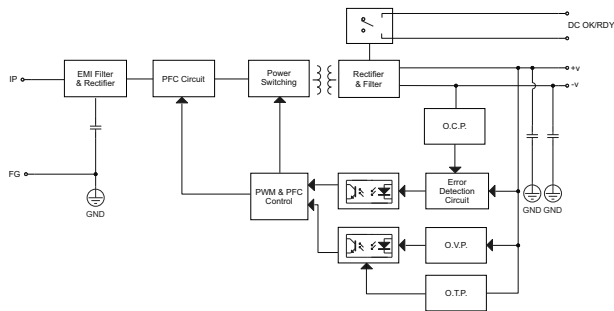 DC OK/RDY
IP
EMI Filter
& Rectifier
PFC Circuit
Power
Switching
Rectifier
& Filter
+v
-v
O.C.P.
FG
GND
PWM & PFC
Control
Error
Detection
Circuit
GND GND
O.V.P.
O.T.P.